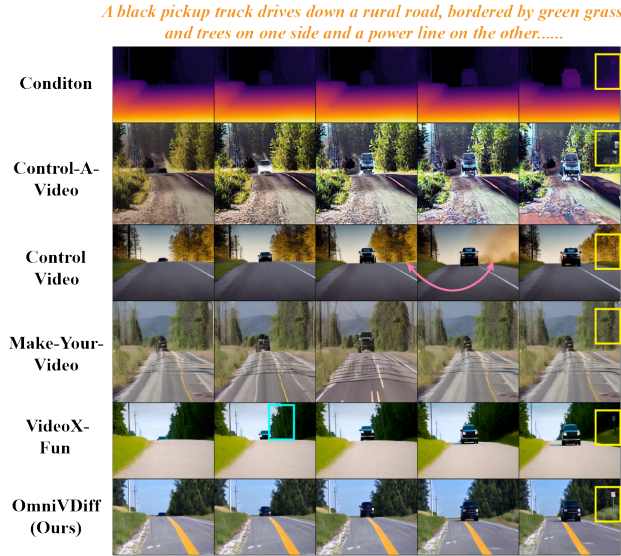 A black pickup truck drives down a rural road, bordered by green grass
and trees on one side and a power line on the other......
Conditon
Control-A-
Video
Control
Video
Make-Your-
Video
VideoX-
Fun
OmniVDiff
(Ours)